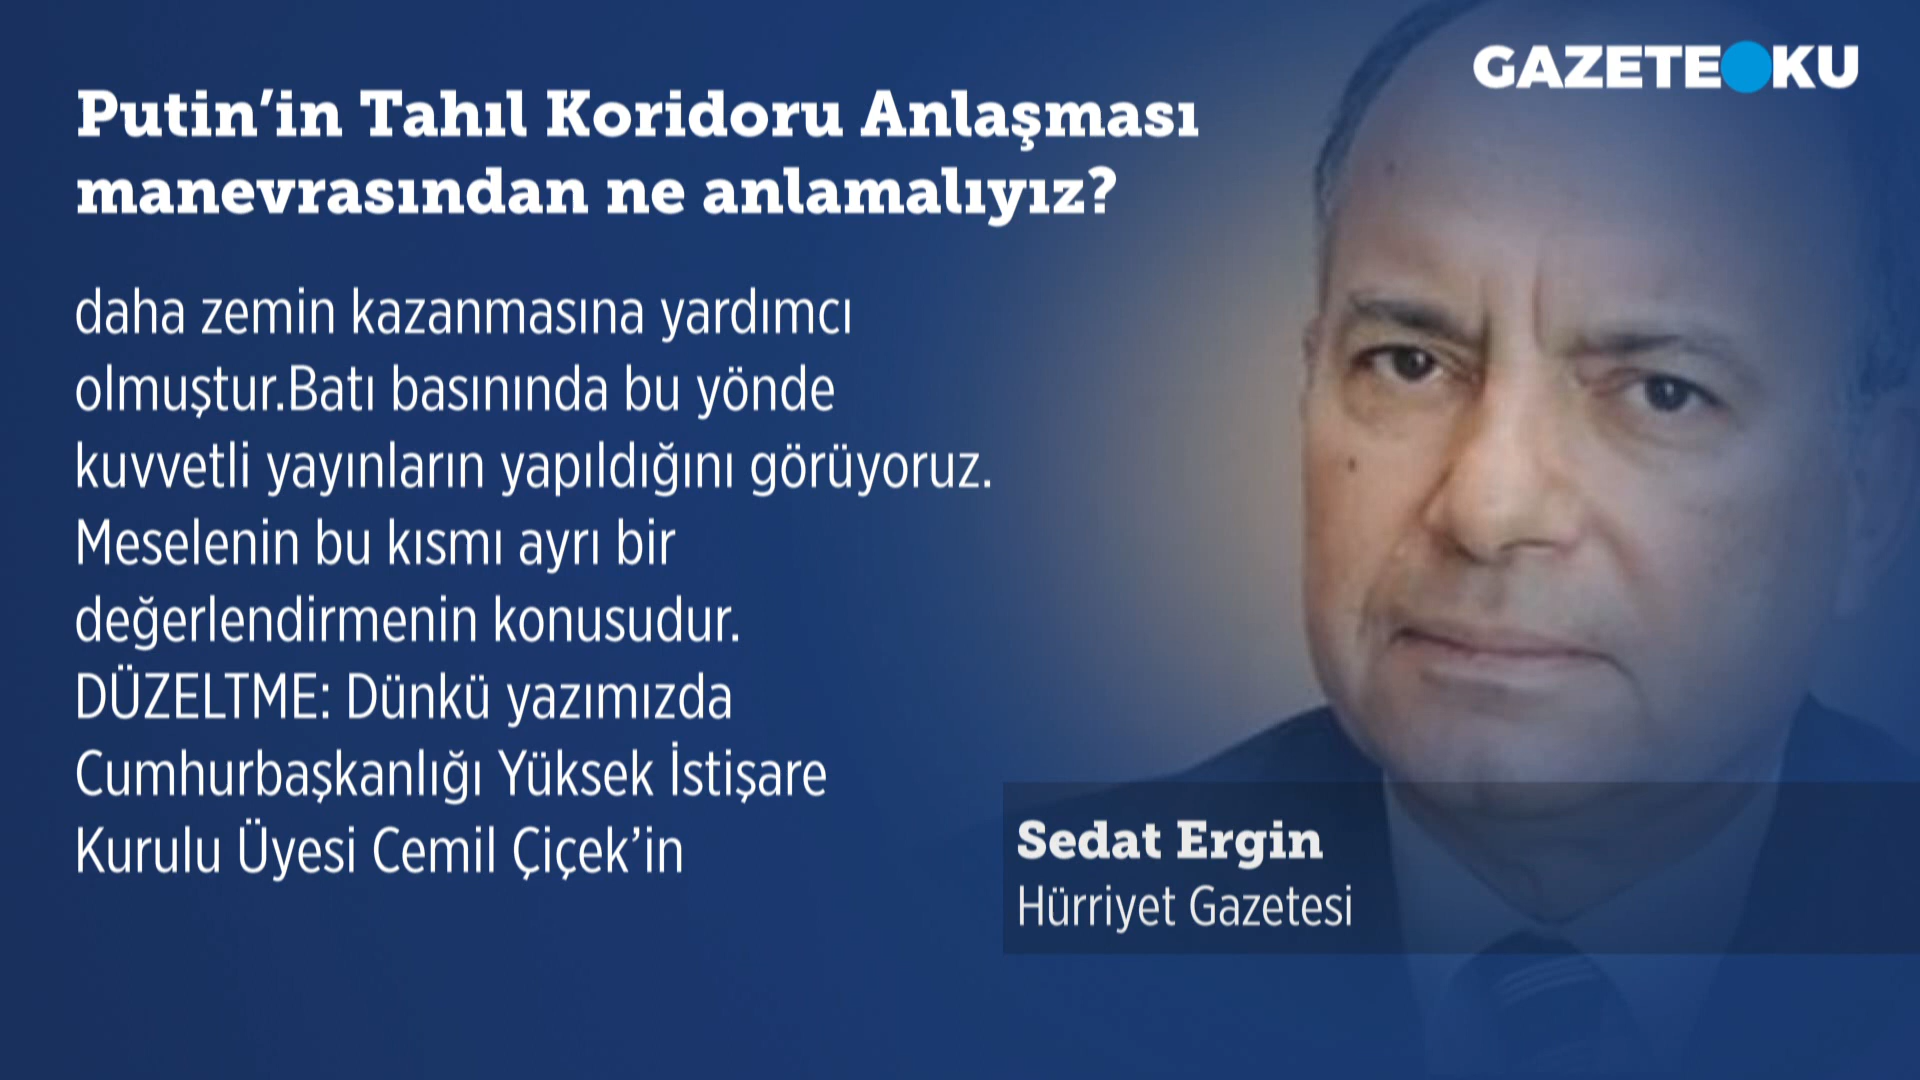 GAZETE KU
Putin’in Tahıl Koridoru Anlaşması
manevrasından ne anlamalıyız?
daha zemin kazanmasına yardımcı
olmuştur.Batı basınında bu yönde
kuvvetli yayınların yapıldığını görüyoruz.
Meselenin bu kısmı ayrı bir
değerlendirmenin konusudur.
DÜZELTME: Dünkü yazımızda
Cumhurbaşkanlığı Yüksek İstişare
Kurulu Üyesi Cemil Çiçek’in
Sedat Ergin
Hürriyet Gazetesi